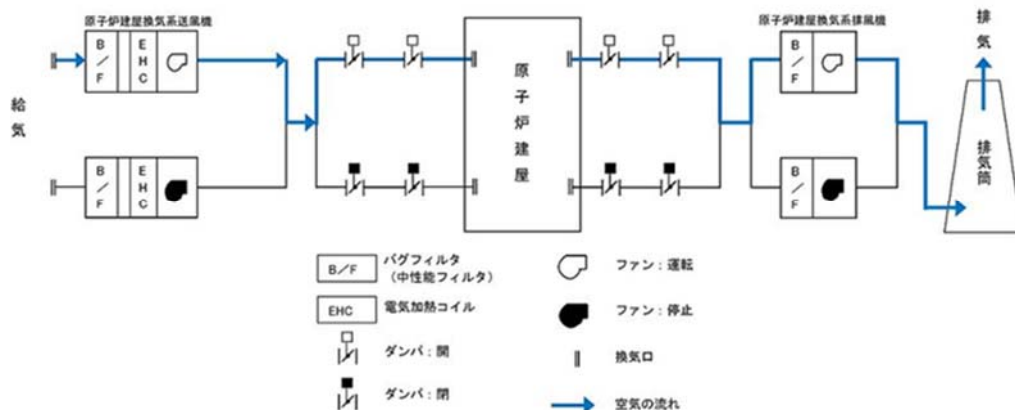 原子炉建屋換気系送風機
B/F
EHC
給気
B/F
EHC
原子炉建屋
原子炉建屋換気系排風機
B/F
B/F
排気
排気筒
B/F
バグフィルタ
(中性能フィルタ)
EHC
電気加熱コイル
ダンパ:開
ダンパ:閉
ファン:運転
ファン:停止
換気口
空気の流れ